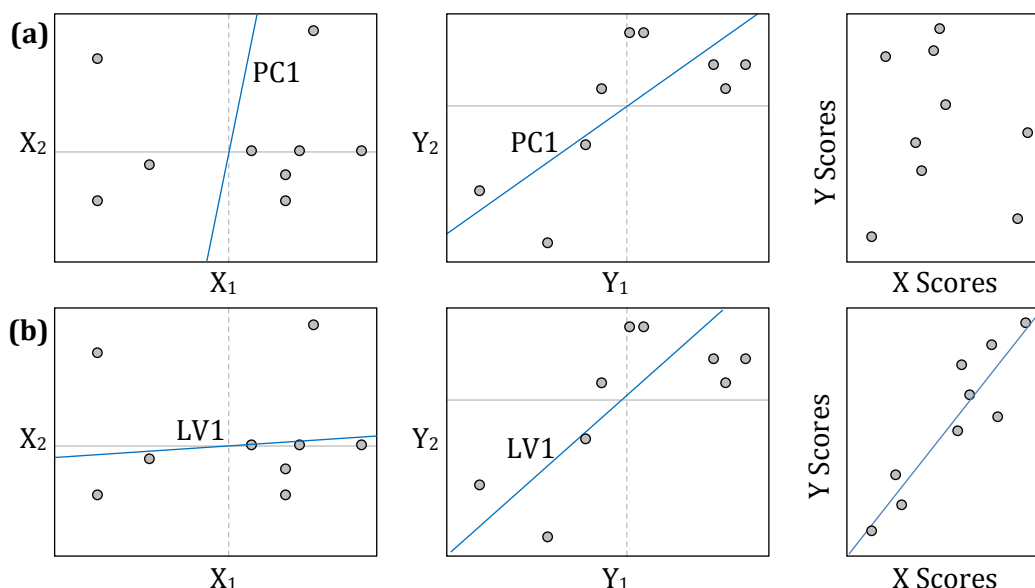 (a)
X₂
PC1
X₁
Y₂
PC1
Y₁
Y Scores
X Scores
(b)
X₂
LV1
X₁
Y₂
LV1
Y₁
Y Scores
X Scores